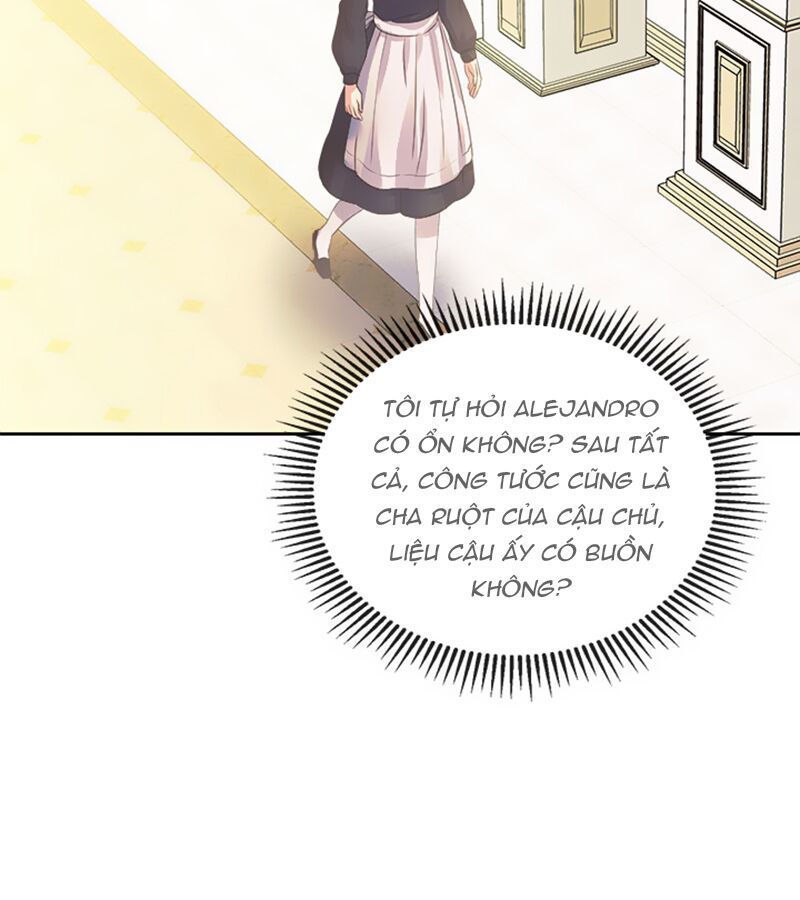 TÔI TỰ HỎI ALEJANDRO
CÓ ỔN KHÔNG? SAU TẤT
CẢ, CÔNG TƯỚC CŨNG LÀ
CHA RUỘT CỦA CẬU CHỦ,
LIỆU CẬU ẤY CÓ BUỒN
KHÔNG?